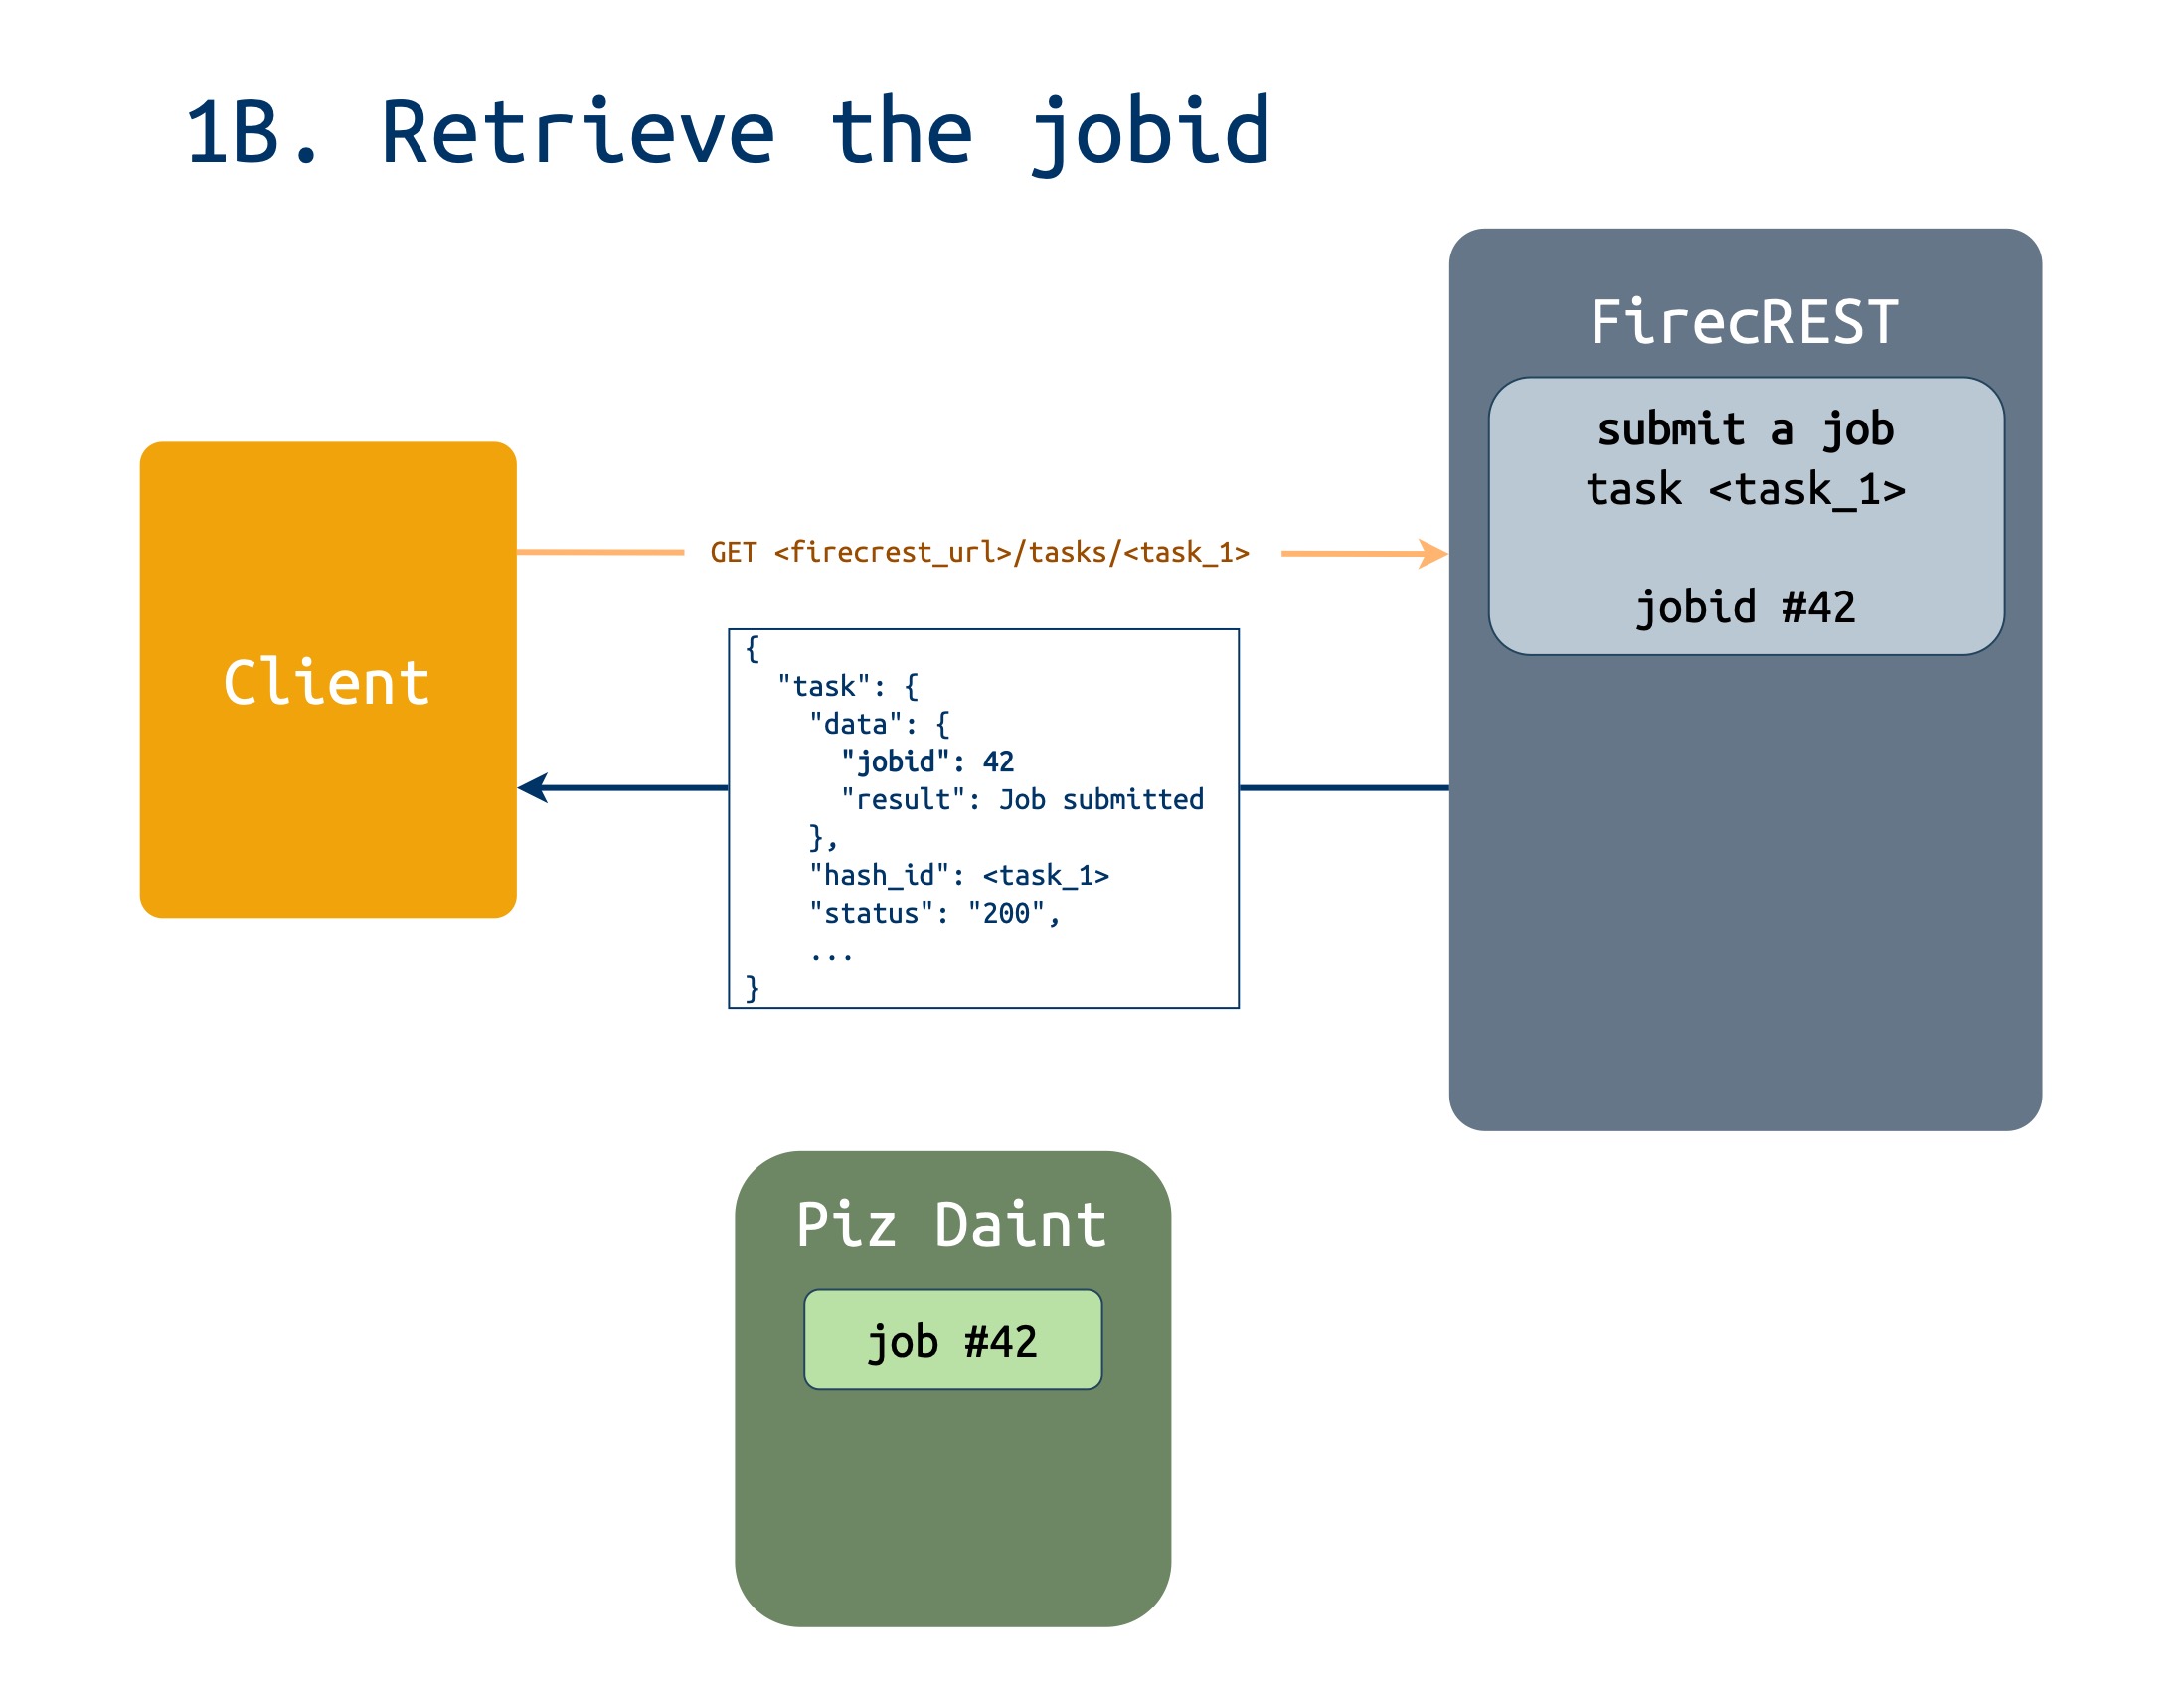 1B. Retrieve the jobid
FirecREST
submit a job
task <task_1>
jobid #42
Client
GET <firecrest_url>/tasks/<task_1>
{
"task": {
"data": {
"jobid": 42
"result": Job submitted
},
"hash_id": <task_1>
"status": "200",
...
}
Piz Daint
job #42